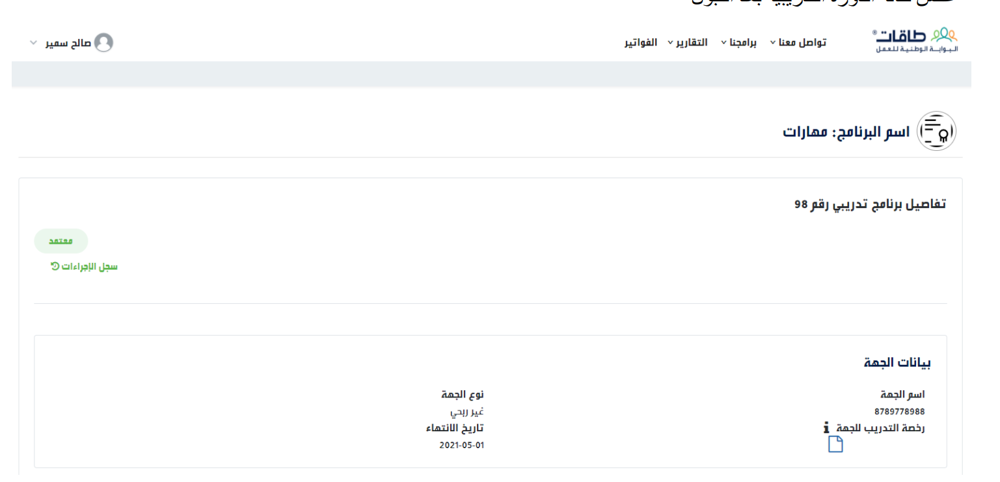 طاقات®
البوابة الوطنية للعمل
تواصل معنا برامجنا التقارير الفواتير
صالح سمير
اسم البرنامج: مهارات
تفاصيل برنامج تدريبي رقم 98
معتمد
سجل الإجراءات
بيانات الجهة
اسم الجهة
8789778988
نوع الجهة
غير ربحي
رخصة التدريب للجهة
تاريخ الانتهاء
2021-05-01